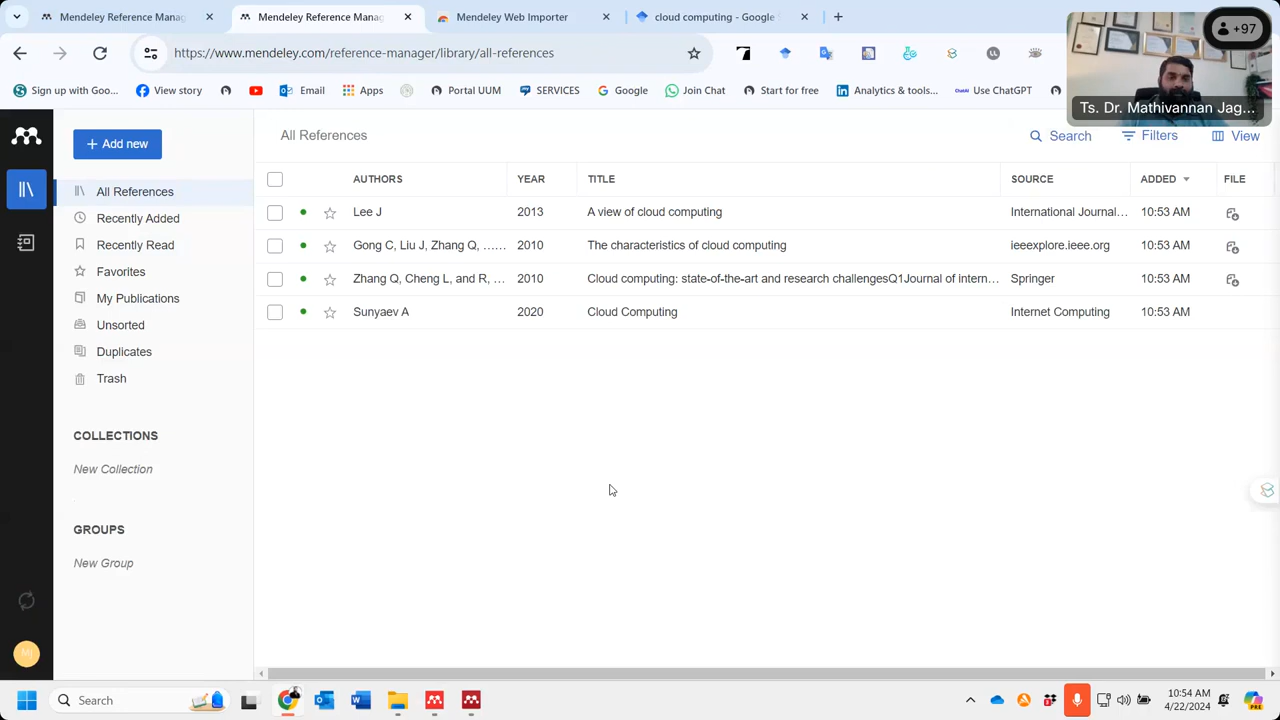 Mendeley Reference Manag
Mendeley Reference Manag
Mendeley Web Importer
cloud computing - Google
+97
https://www.mendeley.com/reference-manager/library/all-references
Sign up with Goo...
View story
Email
Apps
Portal UUM
SERVICES
Google
Join Chat
Start for free
Analytics & tools...
Use ChatGPT
Ts. Dr. Mathivannan Jag...
+ Add new
All References
Search
Filters
View
AUTHORS
YEAR
TITLE
SOURCE
ADDED
FILE
All References
Recently Added
Recently Read
Favorites
My Publications
Unsorted
Duplicates
Trash
COLLECTIONS
New Collection
GROUPS
New Group
MJ
Lee J 2013 A view of cloud computing International Journal... 10:53 AM
Gong C, Liu J, Zhang Q, ...... 2010 The characteristics of cloud computing ieeexplore.ieee.org 10:53 AM
Zhang Q, Cheng L, and R, ... 2010 Cloud computing: state-of-the-art and research challengesQ1Journal of intern... Springer 10:53 AM
Sunyaev A 2020 Cloud Computing Internet Computing 10:53 AM
Search
10:54 AM
4/22/2024
PRE